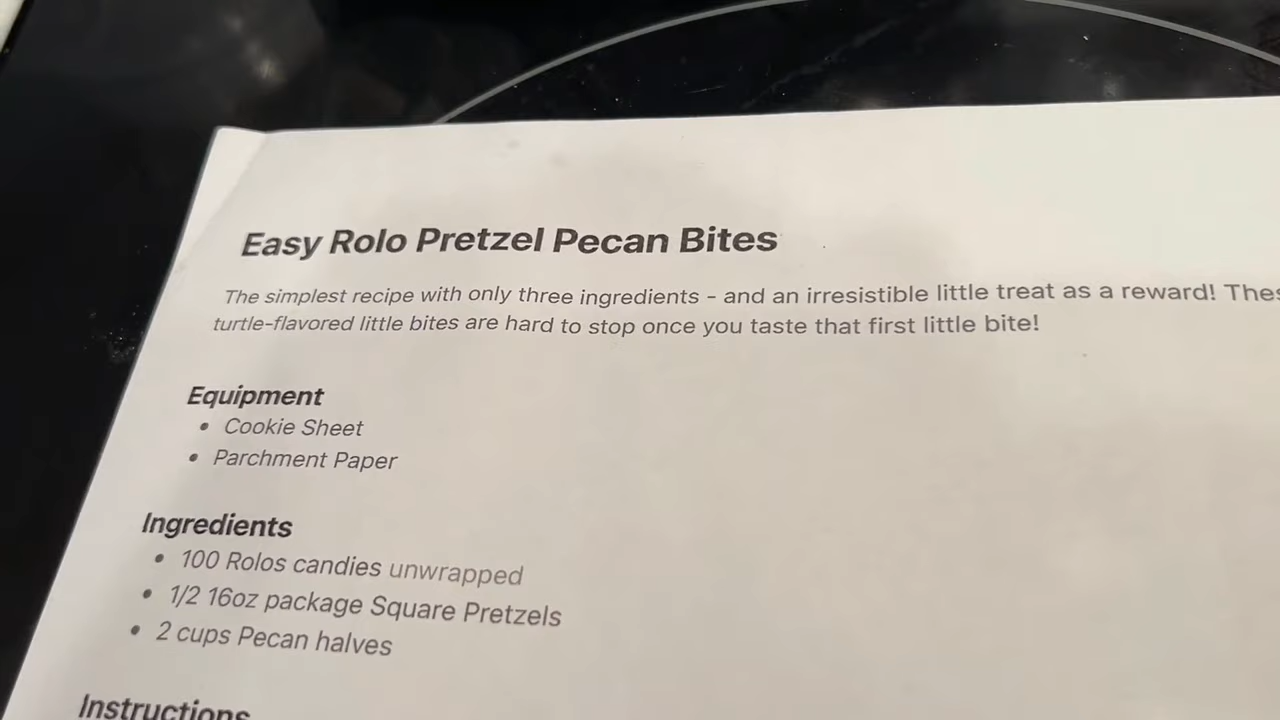 Easy Rolo Pretzel Pecan Bites
The simplest recipe with only three ingredients - and an irresistible little treat as a reward!
turtle-flavored little bites are hard to stop once you taste that first little bite!
Equipment
• Cookie Sheet
• Parchment Paper
Ingredients
• 100 Rolos candies unwrapped
• 1/2 16oz package Square Pretzels
• 2 cups Pecan halves
Instructions